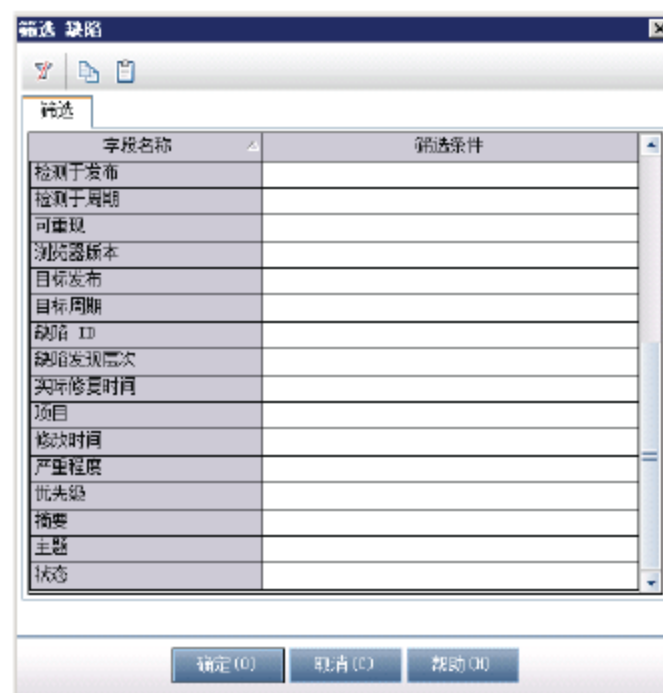 筛选 缺陷
筛选
字段名称 筛选条件
检测于发布
检测于周期
可重现
浏览器版本
目标发布
目标周期
缺陷 ID
缺陷发现层次
实际修复时间
项目
修改时间
严重程度
优先级
摘要
主题
状态
确定(O) 取消(C) 帮助(H)